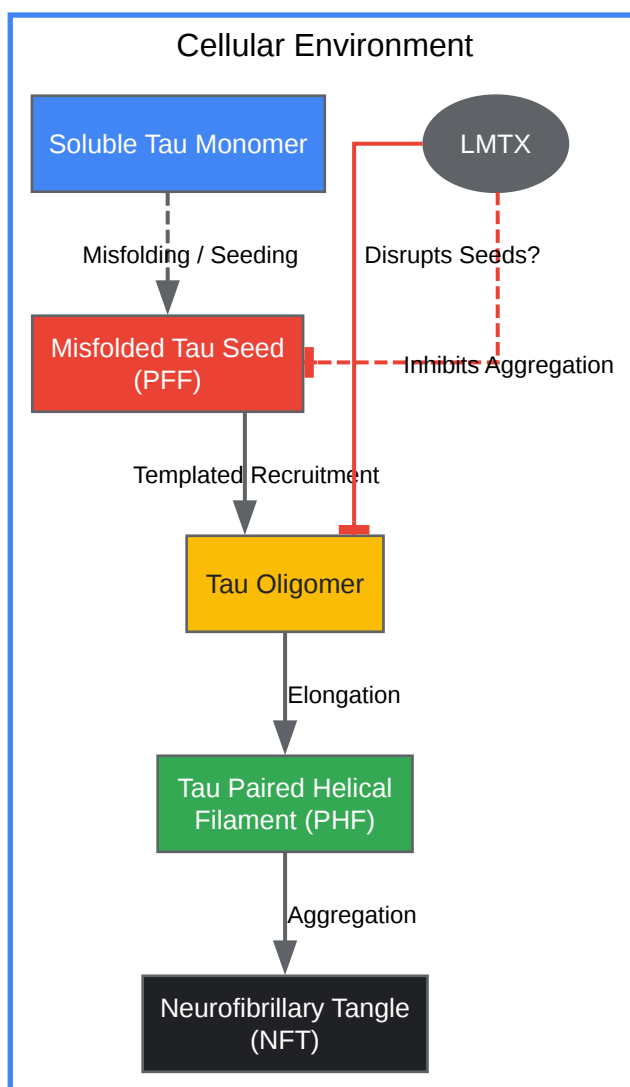 Cellular Environment
Soluble Tau Monomer
LMTX
Misfolding / Seeding
Disrupts Seeds?
Misfolded Tau Seed
(PFF)
Inhibits Aggregation
Templated Recruitment
Tau Oligomer
Elongation
Tau Paired Helical
Filament (PHF)
Aggregation
Neurofibrillary Tangle
(NFT)